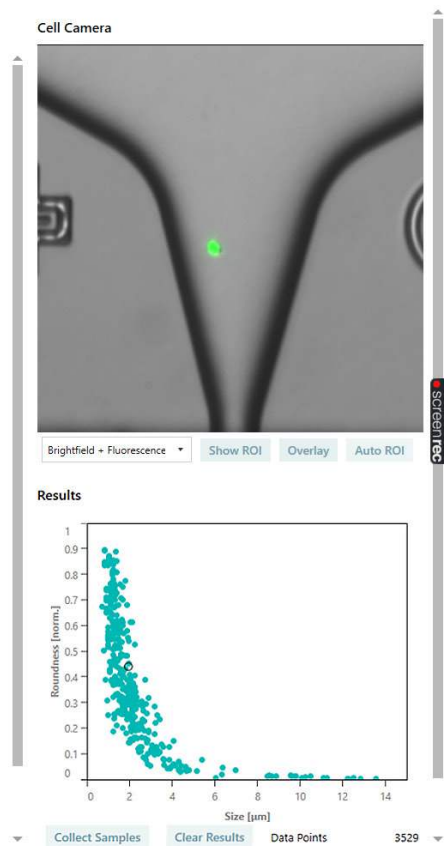 Cell Camera
Brightfield + Fluorescence
Show ROI
Overlay
Auto ROI
screenrec
Results
1
0.9
0.8
0.7
0.6
0.5
0.4
0.3
0.2
0.1
0
Roundness [norm.]
0 2 4 6 8 10 12 14
Size [µm]
Collect Samples
Clear Results
Data Points 3529